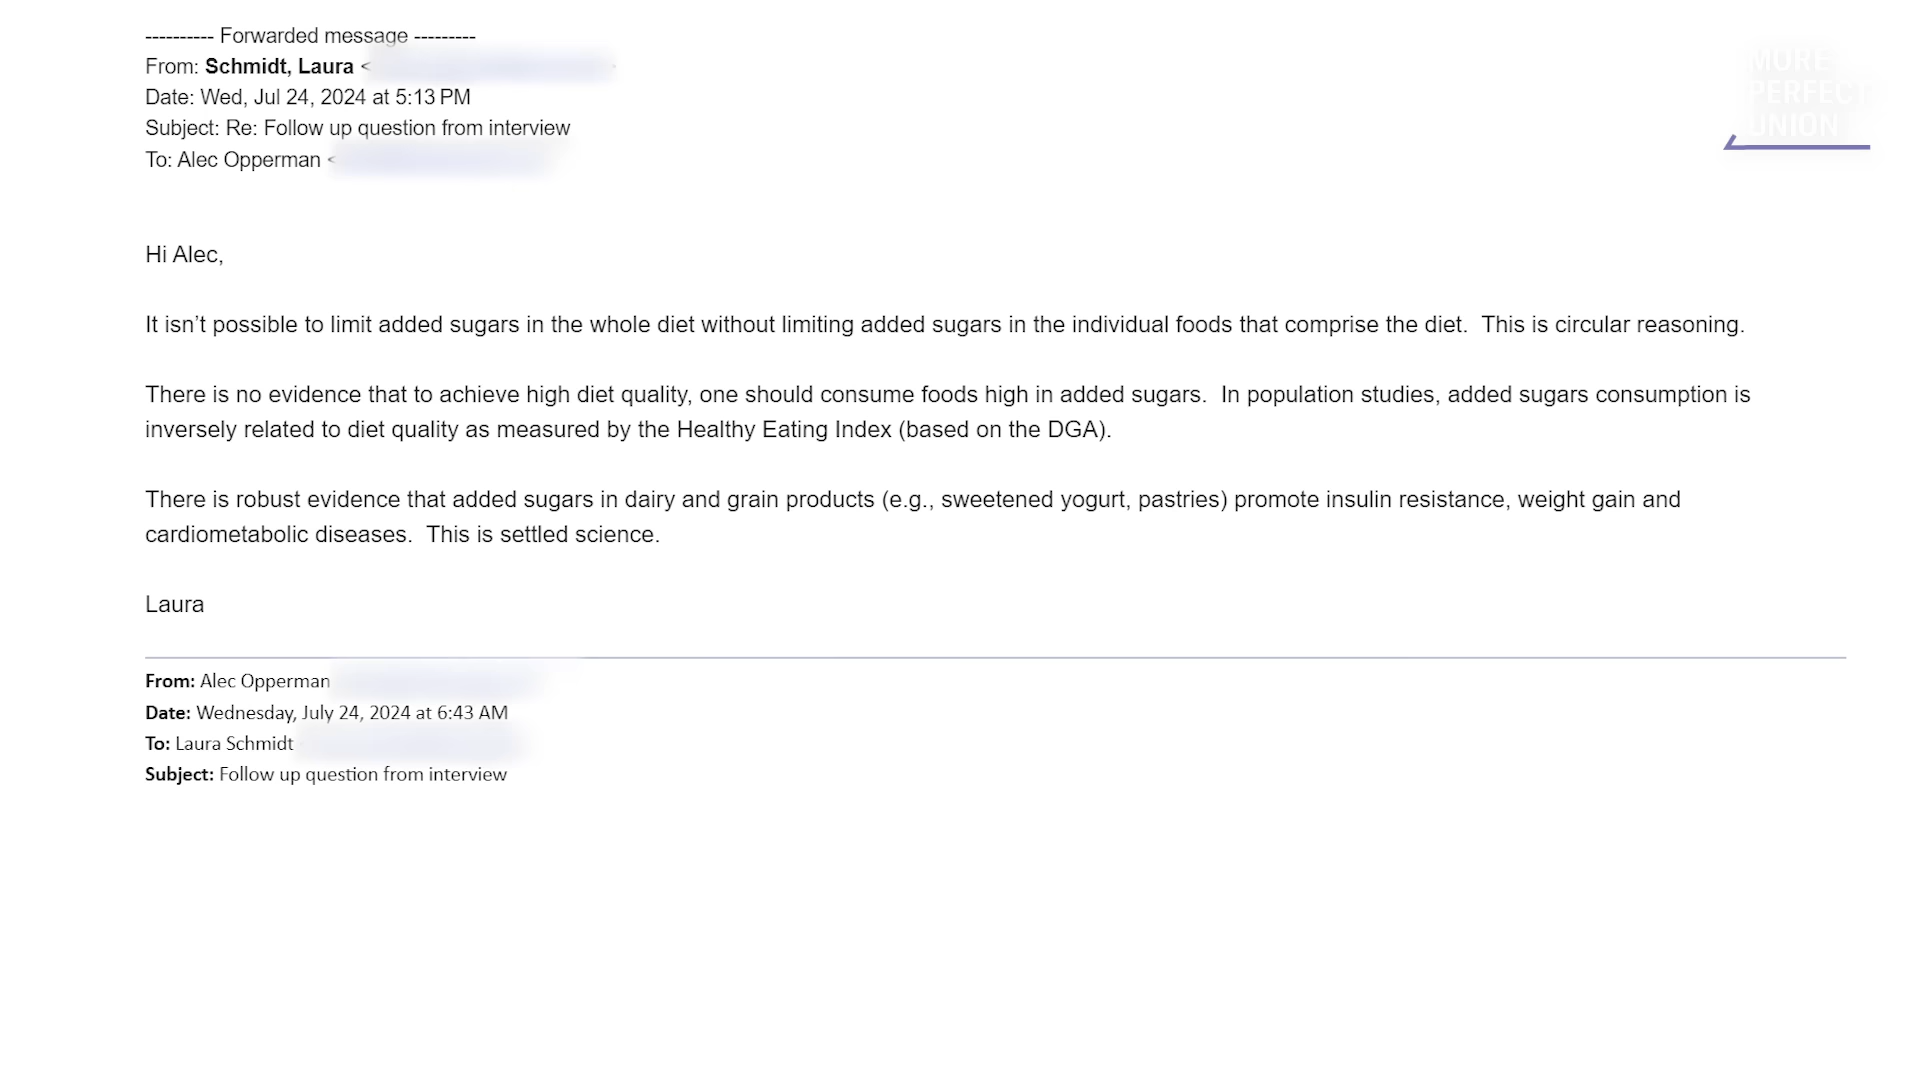 ---------- Forwarded message ---------
From: Schmidt, Laura <
Date: Wed, Jul 24, 2024 at 5:13 PM
Subject: Re: Follow up question from interview
To: Alec Opperman <
MORE
PERFECT
UNION
Hi Alec,
It isn’t possible to limit added sugars in the whole diet without limiting added sugars in the individual foods that comprise the diet.  This is circular reasoning.
There is no evidence that to achieve high diet quality, one should consume foods high in added sugars.  In population studies, added sugars consumption is
inversely related to diet quality as measured by the Healthy Eating Index (based on the DGA).
There is robust evidence that added sugars in dairy and grain products (e.g., sweetened yogurt, pastries) promote insulin resistance, weight gain and
cardiometabolic diseases.  This is settled science.
Laura
From: Alec Opperman
Date: Wednesday, July 24, 2024 at 6:43 AM
To: Laura Schmidt
Subject: Follow up question from interview